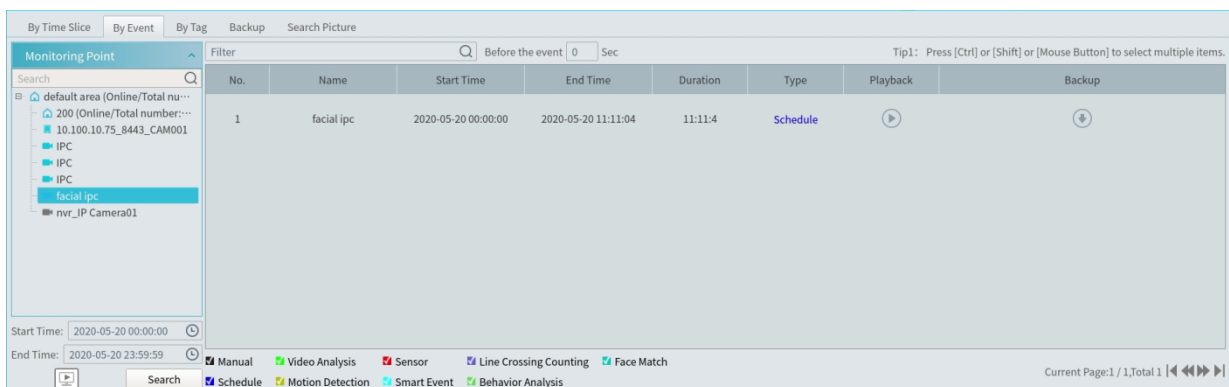 By Time Slice By Event By Tag Backup Search Picture
Monitoring Point
Filter Before the event 0 Sec Tip1: Press [Ctrl] or [Shift] or [Mouse Button] to select multiple items.
Search
No. Name Start Time End Time Duration Type Playback Backup
default area (Online/Total nu···
200 (Online/Total number:···
10.100.10.75_8443_CAM001
IPC
IPC
IPC
facial ipc
nvr_IP Camera01
1 facial ipc 2020-05-20 00:00:00 2020-05-20 11:11:04 11:11:4 Schedule
Start Time: 2020-05-20 00:00:00
End Time: 2020-05-20 23:59:59
Search
Manual Video Analysis Sensor Line Crossing Counting Face Match
Schedule Motion Detection Smart Event Behavior Analysis
Current Page:1 / 1,Total 1